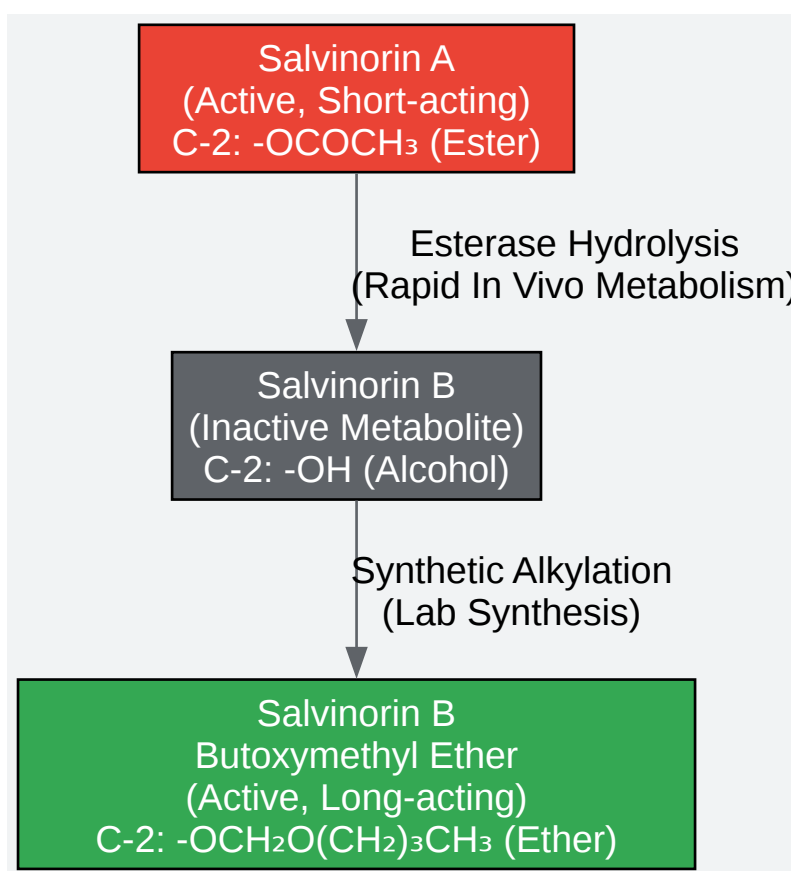 Salvinorin A
(Active, Short-acting)
C-2: -OCOCH₃ (Ester)
Esterase Hydrolysis
(Rapid In Vivo Metabolism)
Salvinorin B
(Inactive Metabolite)
C-2: -OH (Alcohol)
Synthetic Alkylation
(Lab Synthesis)
Salvinorin B
Butoxymethyl Ether
(Active, Long-acting)
C-2: -OCH₂O(CH₂)₃CH₃ (Ether)